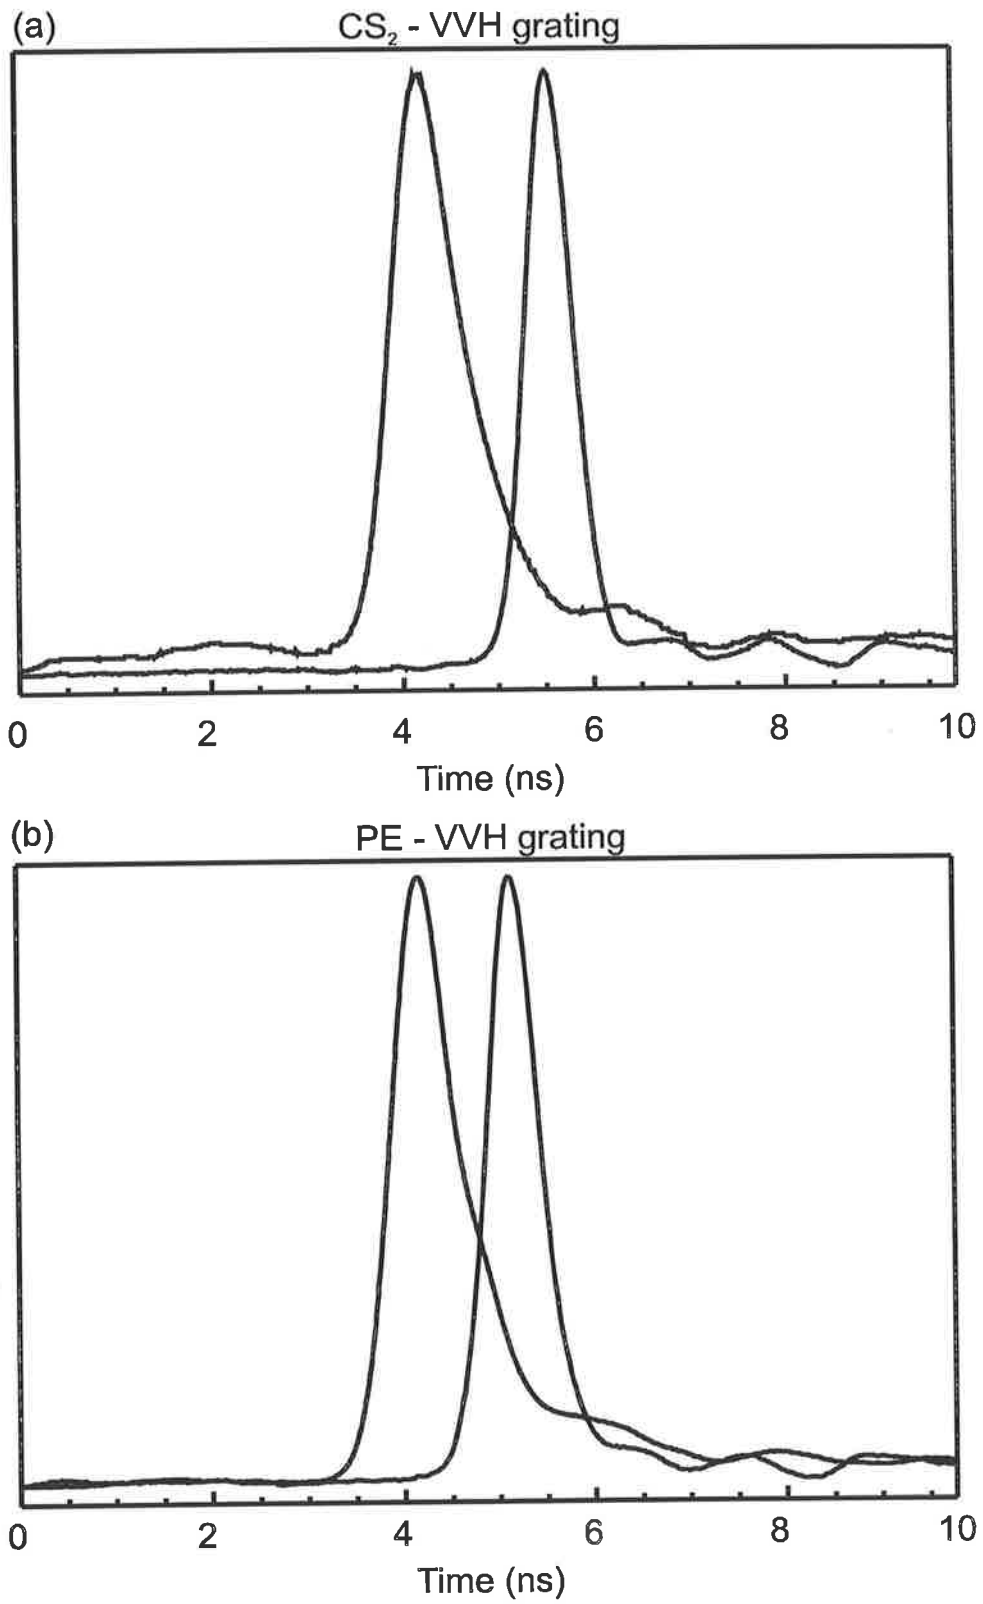 (a)
CS₂ - VVH grating
0 2 4 6 8 10
Time (ns)
(b)
PE - VVH grating
0 2 4 6 8 10
Time (ns)